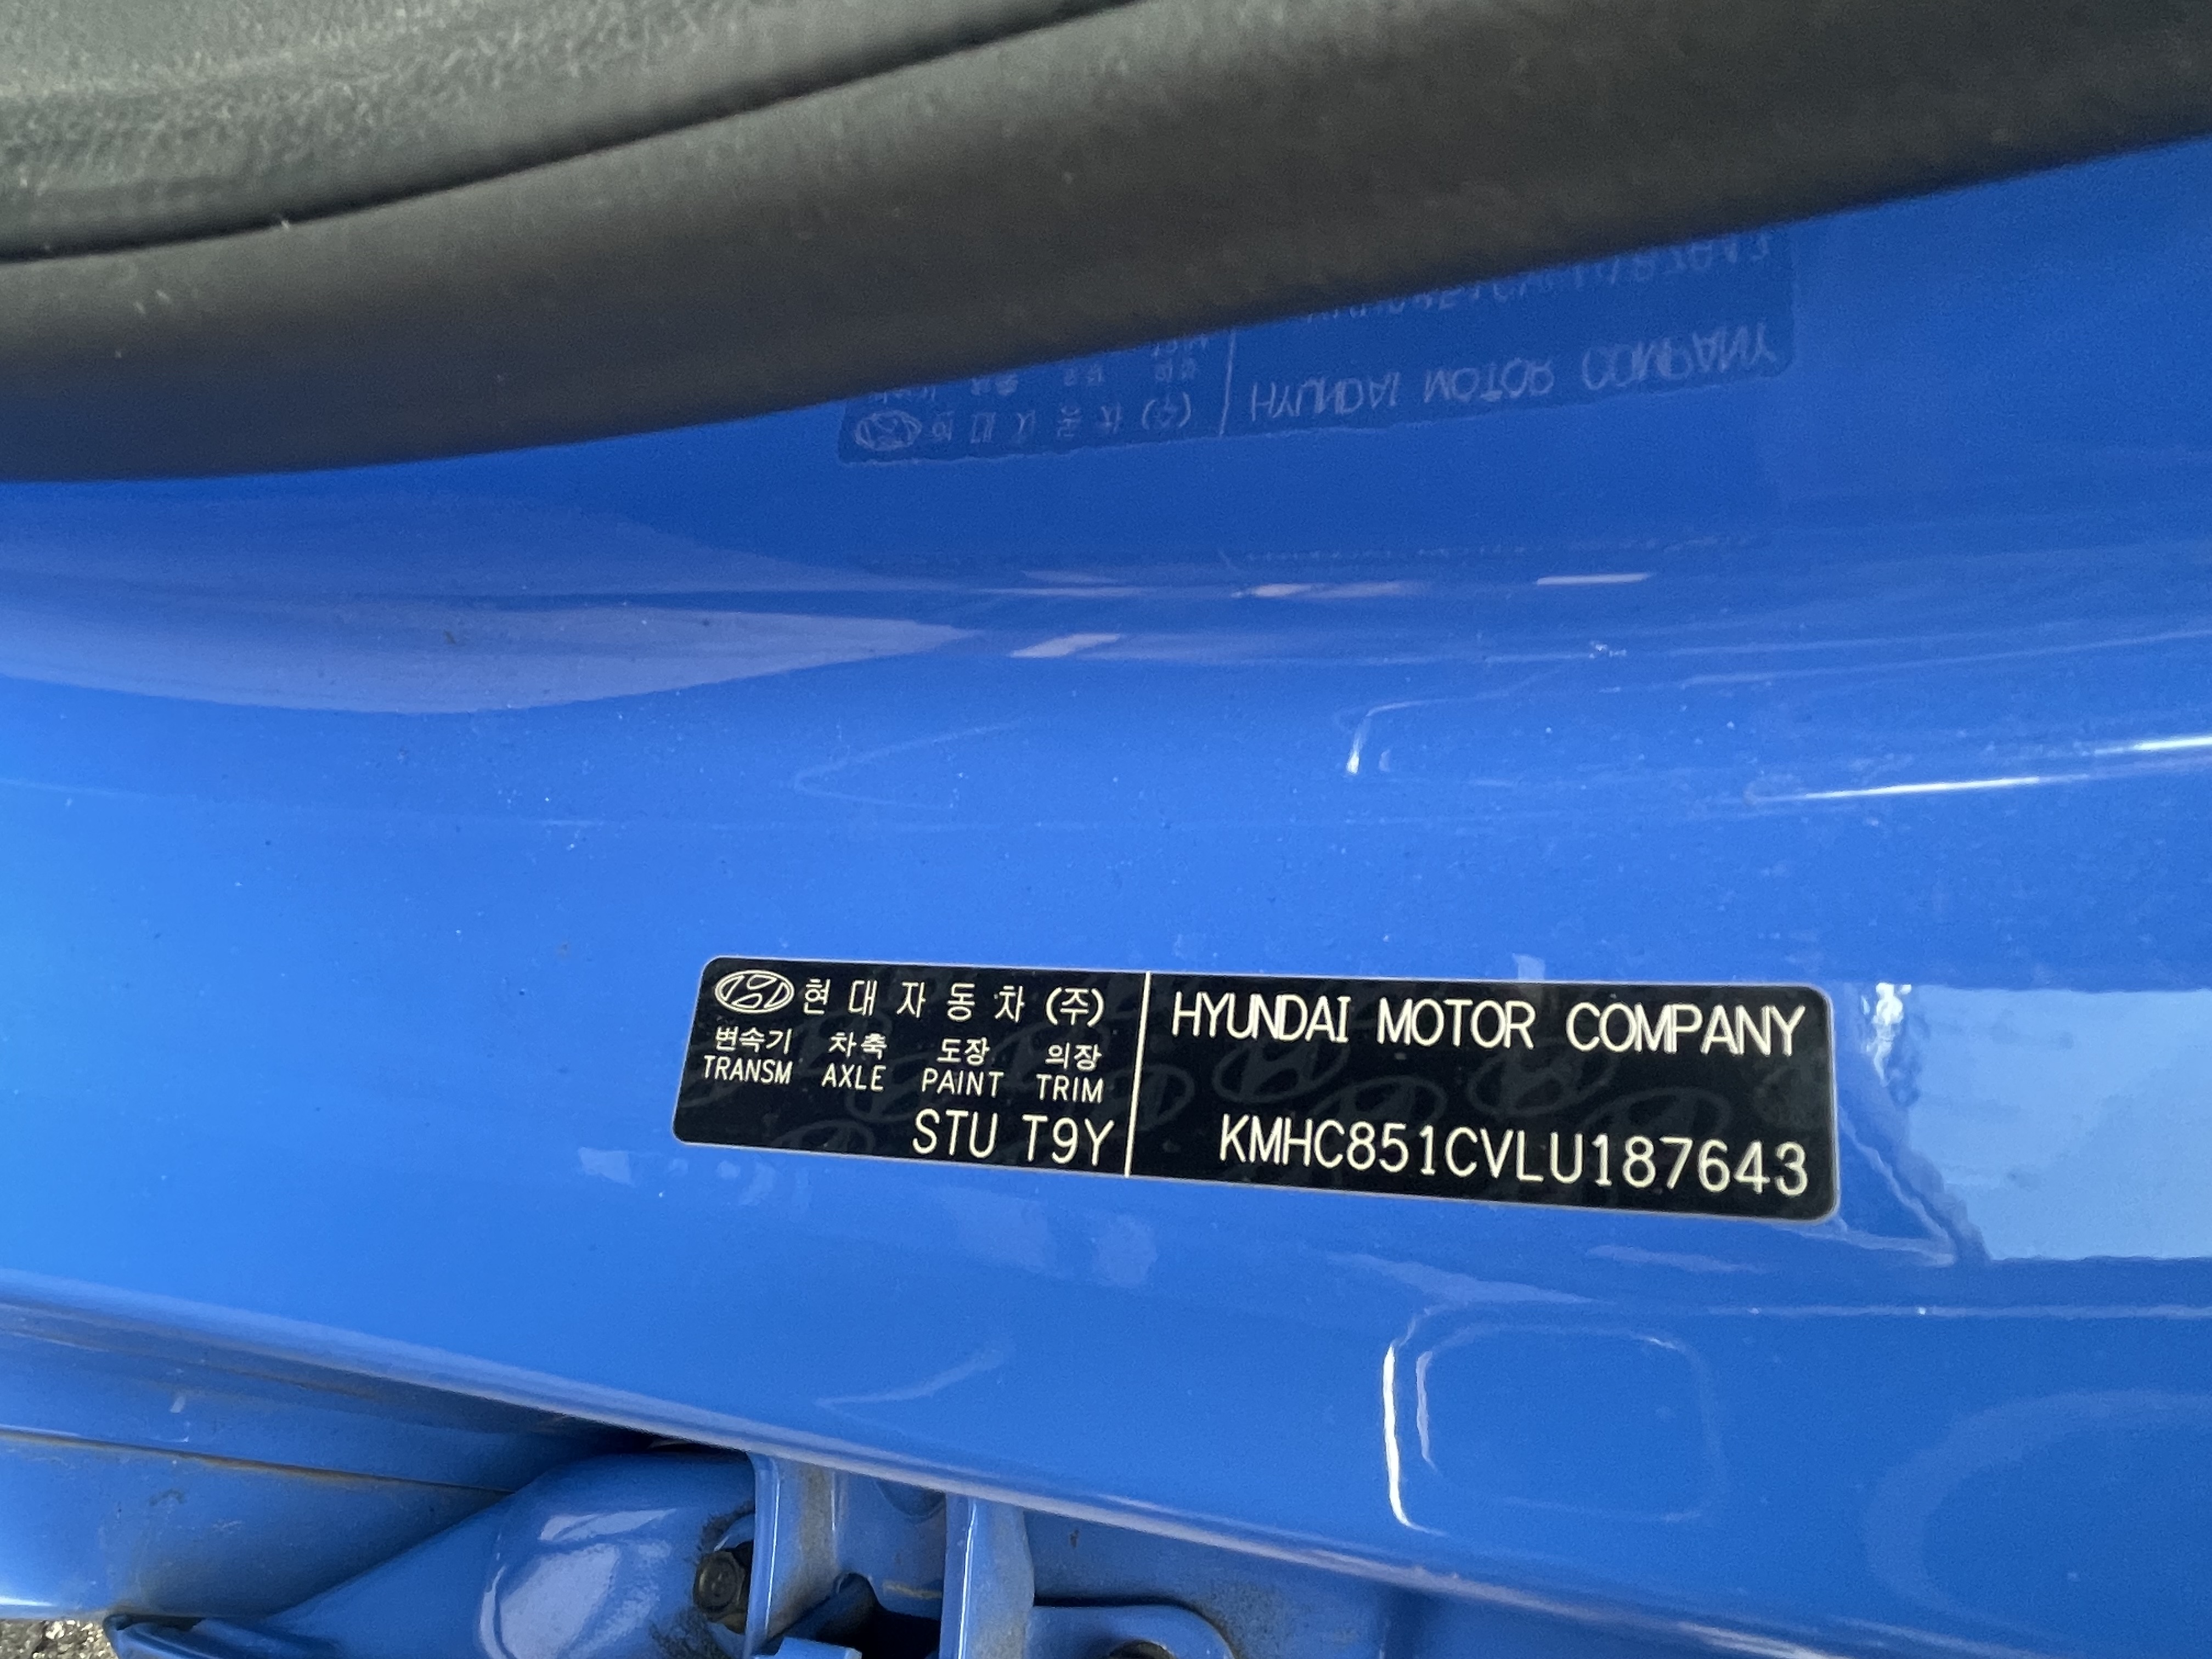 현대자동차(주)
변속기 차축 도장 의장
TRANSM AXLE PAINT TRIM
STU T9Y
HYUNDAI MOTOR COMPANY
KMHC851CVLU187643